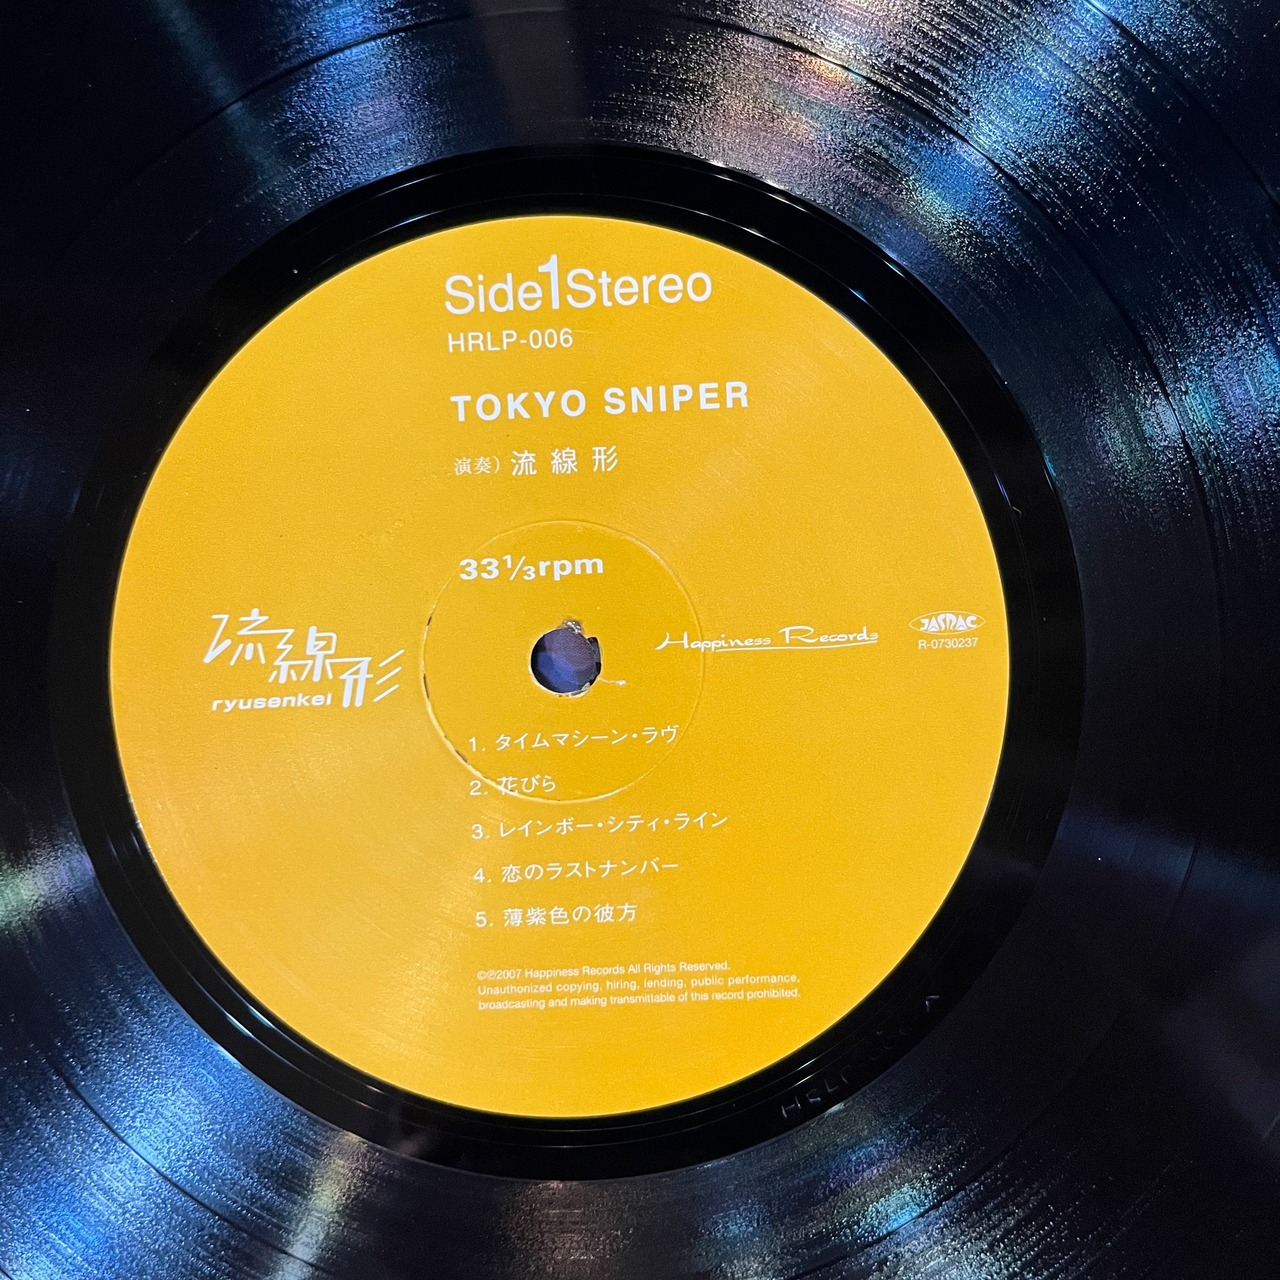 Side1Stereo
HRLP-006
TOKYO SNIPER
演奏) 流線形
33⅓rpm
流線形
ryusenkei
Happiness Records
JASRAC
R-0730237
1. タイムマシーン・ラヴ
2. 花びら
3. レインボー・シティ・ライン
4. 恋のラストナンバー
5. 薄紫色の彼方
©℗2007 Happiness Records All Rights Reserved.
Unauthorized copying, hiring, lending, public performance,
broadcasting and making transmittable of this record prohibited.